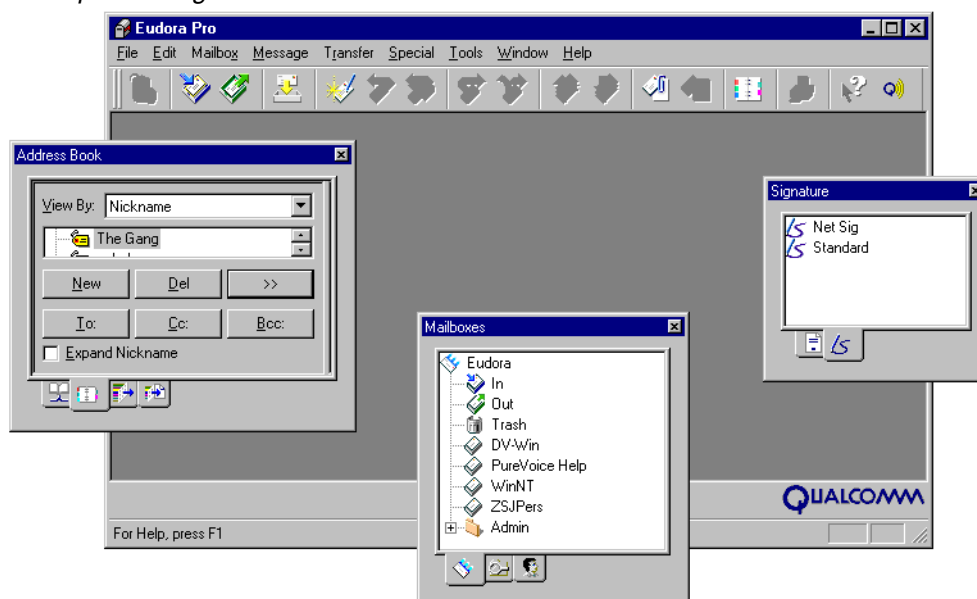 Eudora Pro
File Edit Mailbox Message Transfer Special Tools Window Help
Address Book
View By: Nickname
The Gang
New Del >>
To: Cc: Bcc:
Expand Nickname
Signature
Net Sig
Standard
Mailboxes
Eudora
In
Out
Trash
DV-Win
PureVoice Help
WinNT
ZSJPers
Admin
QUALCOMM
For Help, press F1